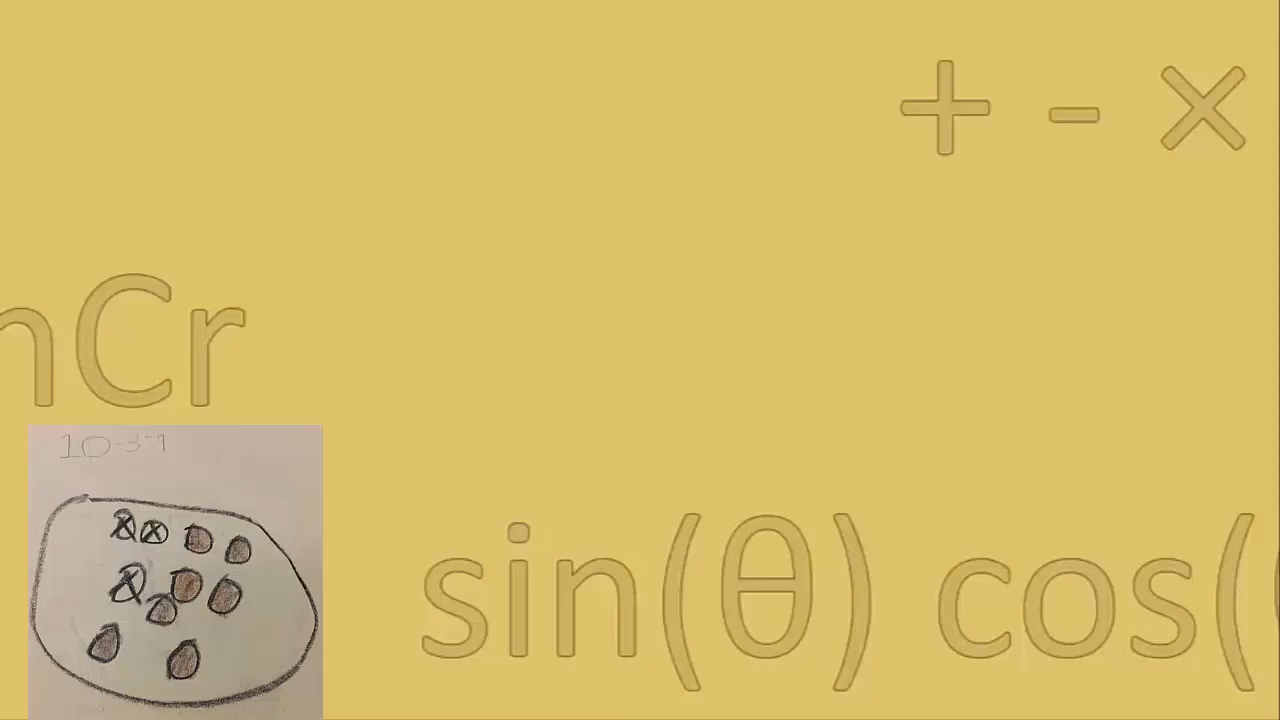 + - ×
nCr
10-3=7
sin(θ) cos(